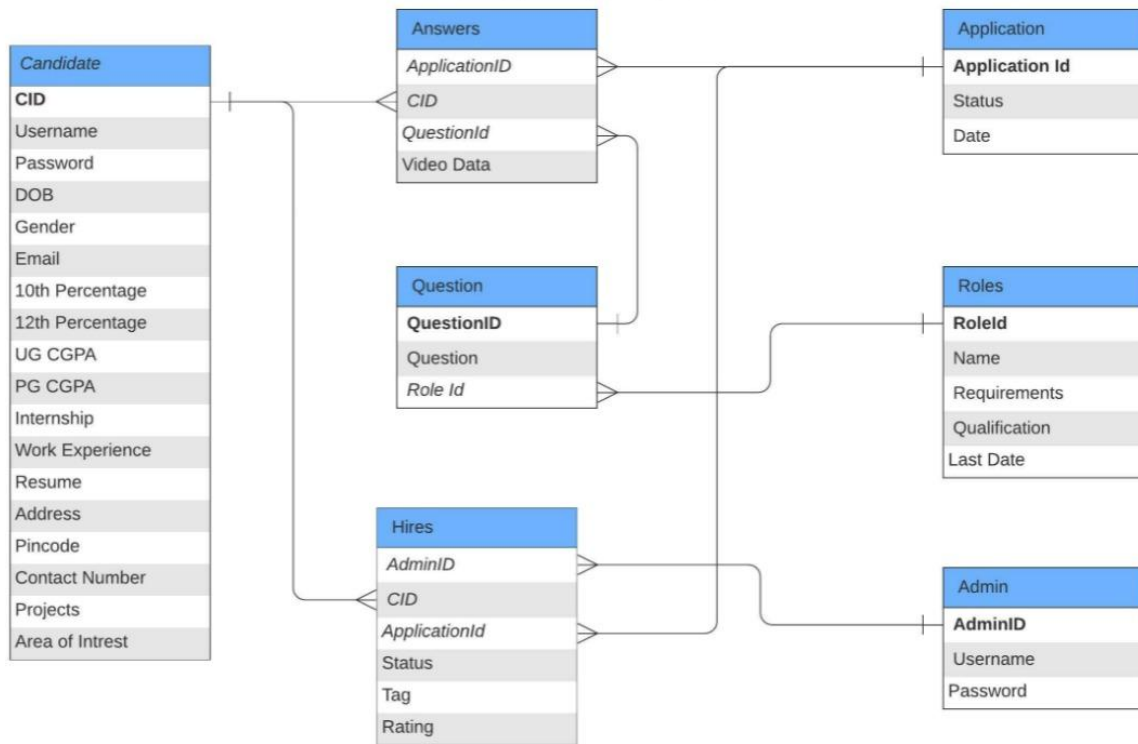 Candidate
CID
Username
Password
DOB
Gender
Email
10th Percentage
12th Percentage
UG CGPA
PG CGPA
Internship
Work Experience
Resume
Address
Pincode
Contact Number
Projects
Area of Intrest
Answers
ApplicationID
CID
QuestionId
Video Data
Question
QuestionID
Question
Role Id
Hires
AdminID
CID
ApplicationId
Status
Tag
Rating
Application
Application Id
Status
Date
Roles
RoleId
Name
Requirements
Qualification
Last Date
Admin
AdminID
Username
Password